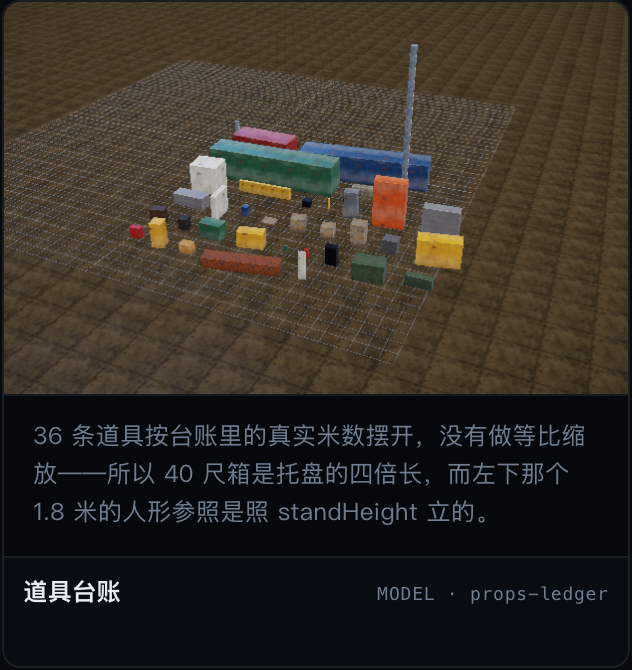 36 条道具按台账里的真实米数摆开，没有做等比缩
放——所以 40 尺箱是托盘的四倍长，而左下那个
1.8 米的人形参照是照 standHeight 立的。
道具台账
MODEL · props-ledger